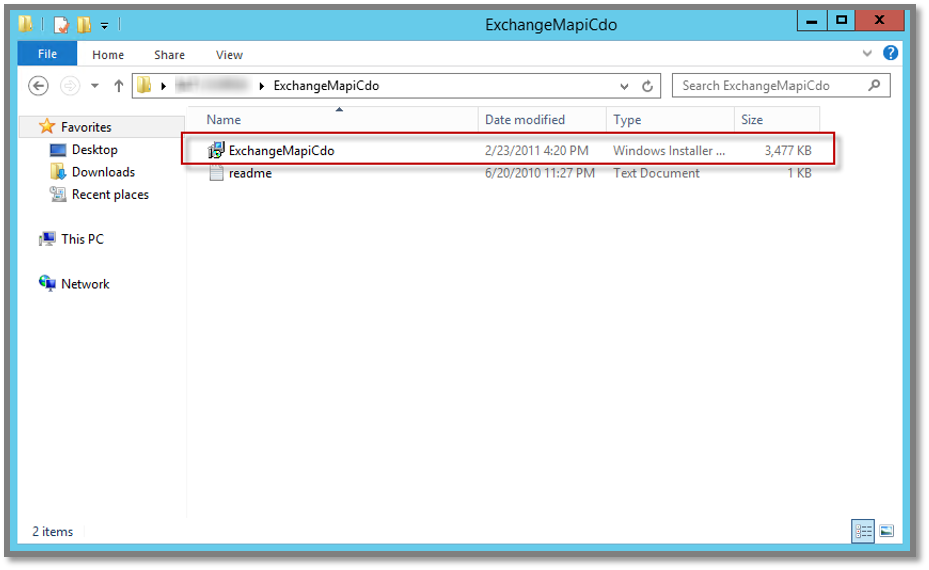 ExchangeMapiCdo
File Home Share View
ExchangeMapiCdo Search ExchangeMapiCdo
Name Date modified Type Size
Favorites
ExchangeMapiCdo 2/23/2011 4:20 PM Windows Installer ... 3,477 KB
Desktop
readme 6/20/2010 11:27 PM Text Document 1 KB
Downloads
Recent places
This PC
Network
2 items